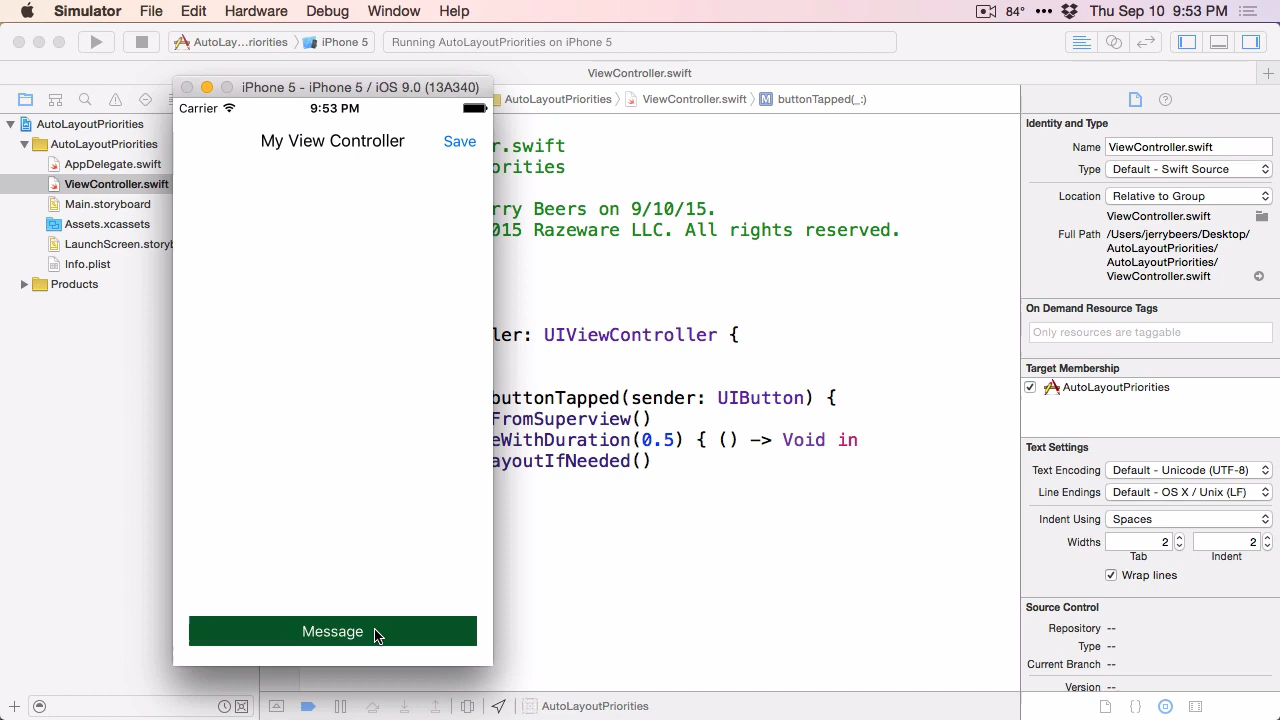 Simulator File Edit Hardware Debug Window Help 84° ••• Thu Sep 10 9:53 PM
AutoLay...riorities iPhone 5 Running AutoLayoutPriorities on iPhone 5
ViewController.swift
iPhone 5 - iPhone 5 / iOS 9.0 (13A340)
AutoLayoutPriorities ViewController.swift M buttonTapped(_:)
Carrier 9:53 PM
My View Controller Save
Message
AutoLayoutPriorities
AutoLayoutPriorities
AppDelegate.swift
ViewController.swift
Main.storyboard
Assets.xcassets
LaunchScreen.storyb
Info.plist
Products
r.swift
orities
rry Beers on 9/10/15.
015 Razeware LLC. All rights reserved.
ler: UIViewController {
buttonTapped(sender: UIButton) {
FromSuperview()
eWithDuration(0.5) { () -> Void in
ayoutIfNeeded()
AutoLayoutPriorities
Identity and Type
Name ViewController.swift
Type Default - Swift Source
Location Relative to Group
ViewController.swift
Full Path /Users/jerrybeers/Desktop/
AutoLayoutPriorities/
AutoLayoutPriorities/
ViewController.swift
On Demand Resource Tags
Only resources are taggable
Target Membership
AutoLayoutPriorities
Text Settings
Text Encoding Default - Unicode (UTF-8)
Line Endings Default - OS X / Unix (LF)
Indent Using Spaces
Widths 2 2
Tab Indent
Wrap lines
Source Control
Repository --
Type --
Current Branch --
Version --